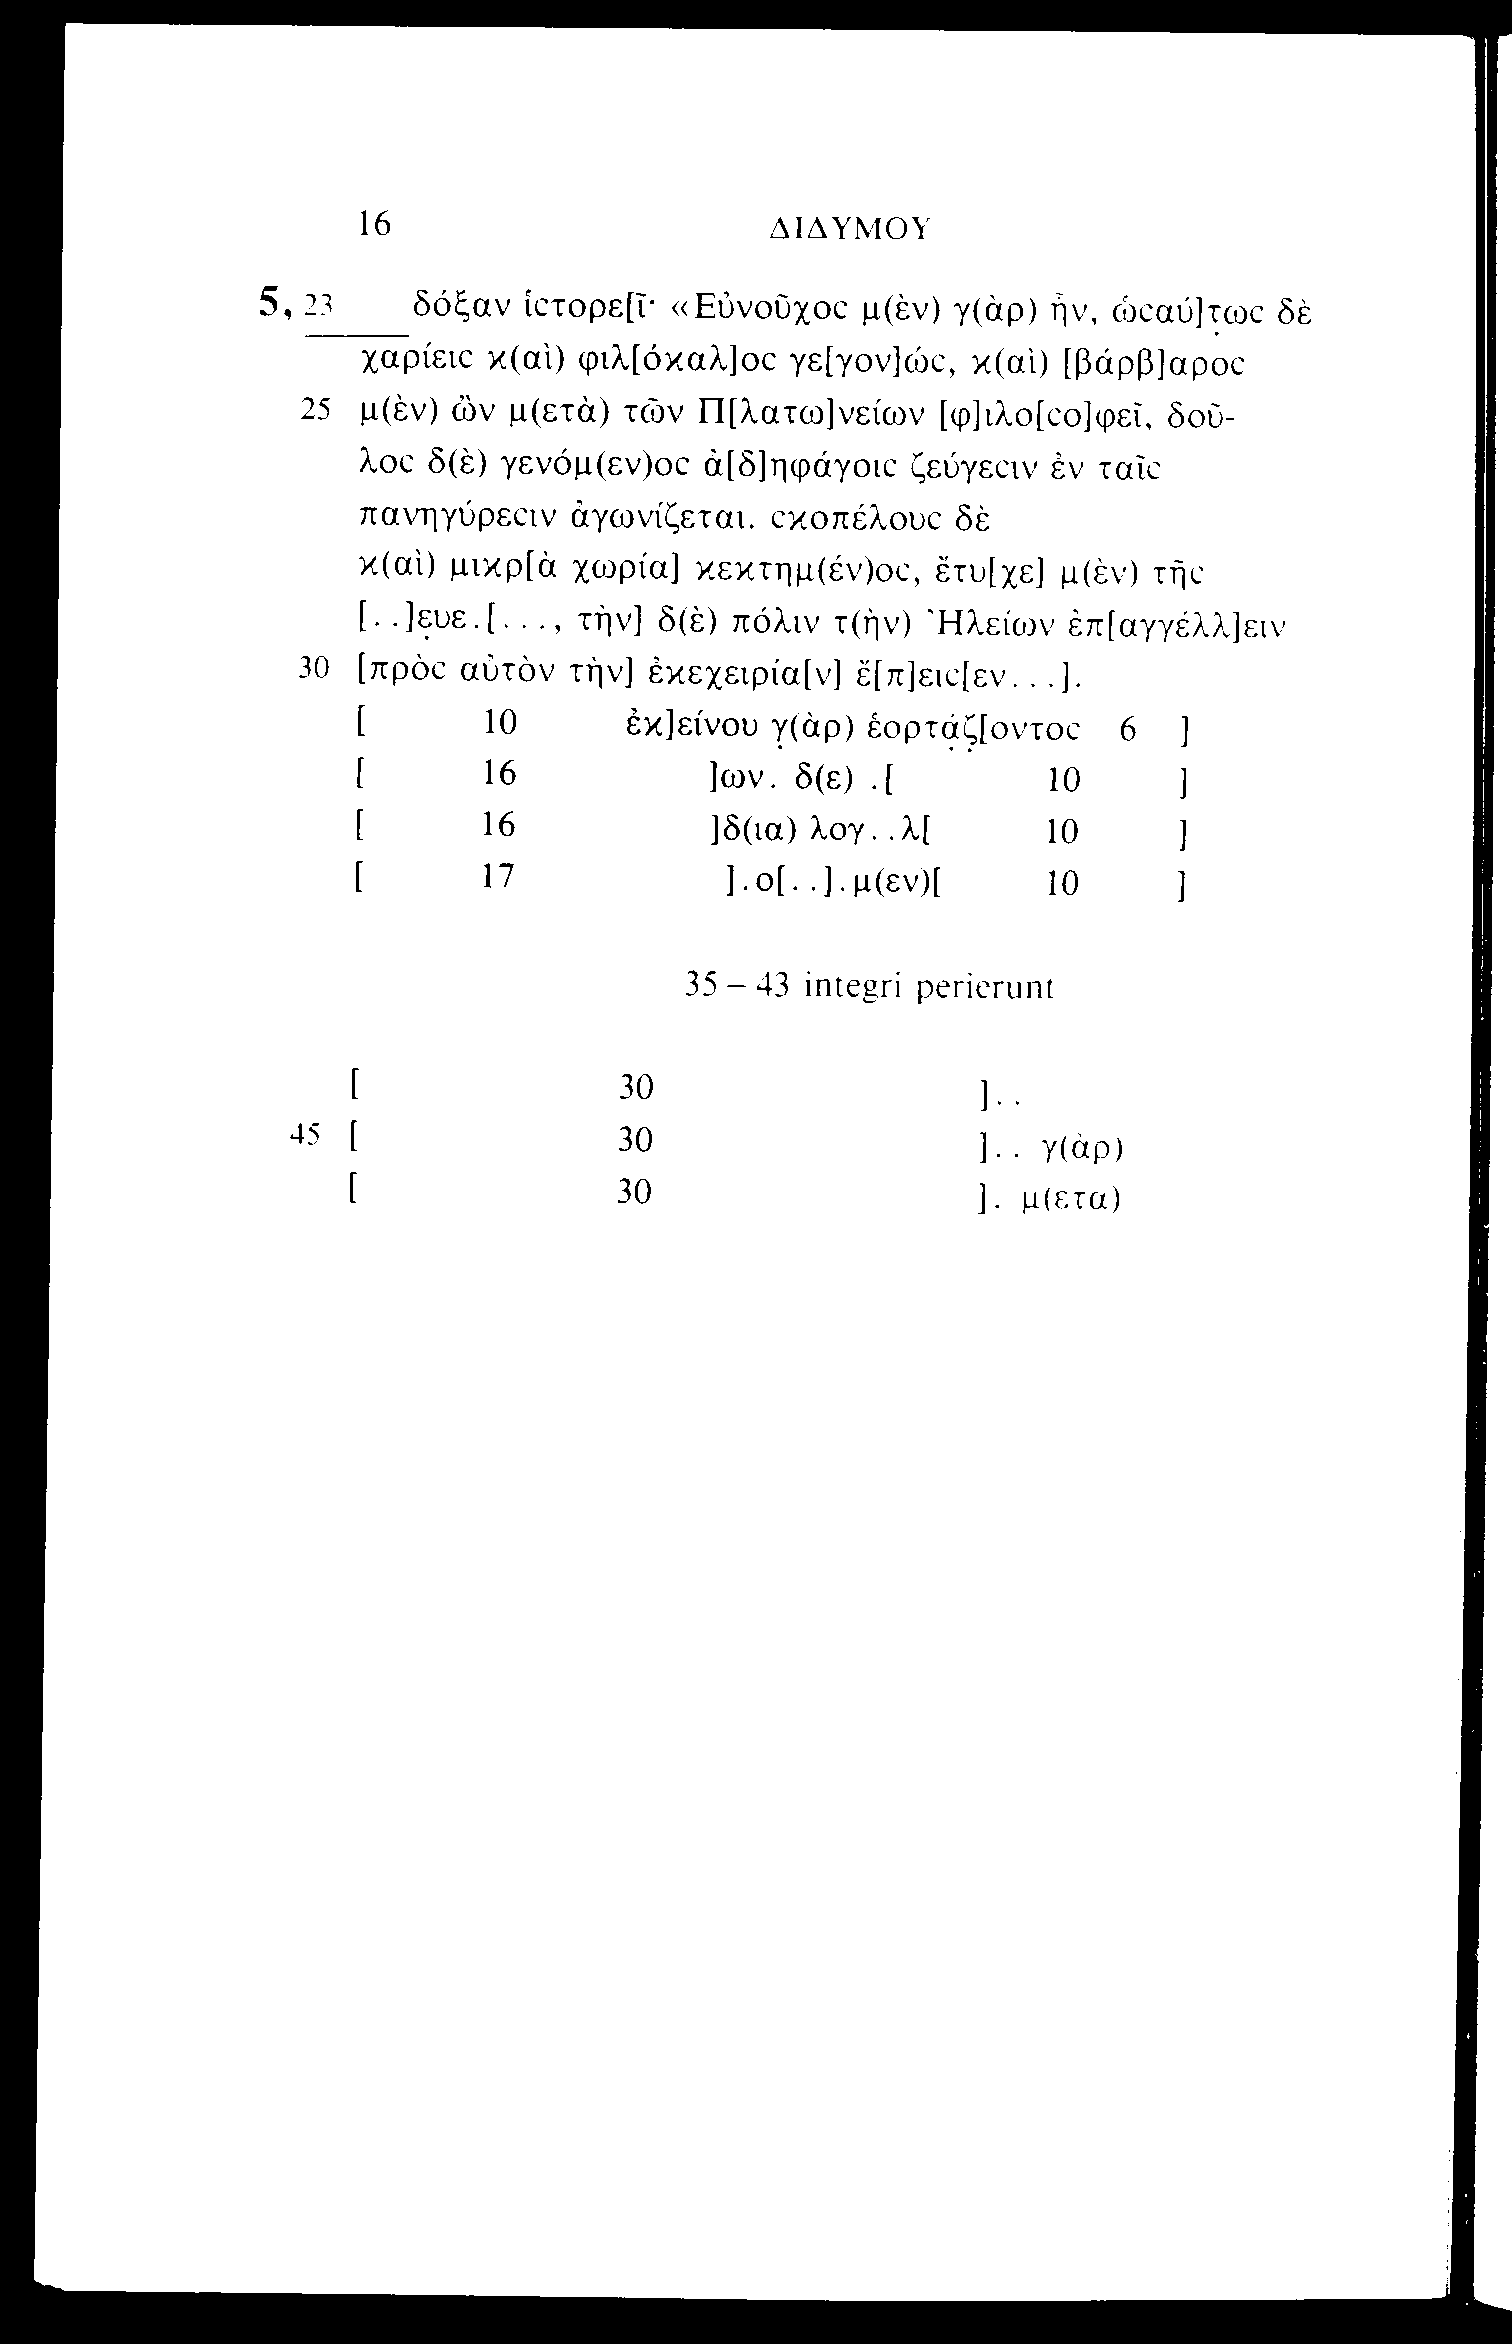 16 ΔΙΔΥΜΟΥ
5, 23 δόξαν ἱcτορε[ῖ· «Εὐνοῦχοc μ(ὲν) γ(ὰρ) ἦν, ὡcαύ]τ̣ωc δὲ
χαρίειc κ(αὶ) φιλ[όκαλ]οc γε[γον]ώc, κ(αὶ) [βάρβ]αροc
25 μ(ὲν) ὢν μ(ετὰ) τῶν Π[λατω]νείων [φ]ιλο[cο]φεῖ, δοῦ-
λοc δ(ὲ) γενόμ(εν)οc ἀ[δ]ηφάγοιc ζεύγεcιν ἐν ταῖc
πανηγύρεcιν ἀγωνίζεται. cκοπέλουc δὲ
κ(αὶ) μικρ[ὰ χωρία] κεκτημ(έν)οc, ἔτυ[χε] μ(ὲν) τῆc
[. .]ε̣υε.[. . ., τὴν] δ(ὲ) πόλιν τ(ὴν) Ἠλείων ἐπ[αγγέλλ]ειν
30 [πρὸc αὐτὸν τὴν] ἐκεχειρία[ν] ἔ[π]ειc[εν. . .].
[ 10 ἐκ]είνου γ̣(ὰρ) ἑορτά̣ζ̣[οντοc 6 ]
[ 16 ]ων. δ(ε) .[ 10 ]
[ 16 ]δ(ια) λογ. .λ[ 10 ]
[ 17 ].ο[. .].μ(εν)[ 10 ]
35 – 43 integri perierunt
[ 30 ]. .
45 [ 30 ]. . γ(ὰρ)
[ 30 ]. μ(ετα)